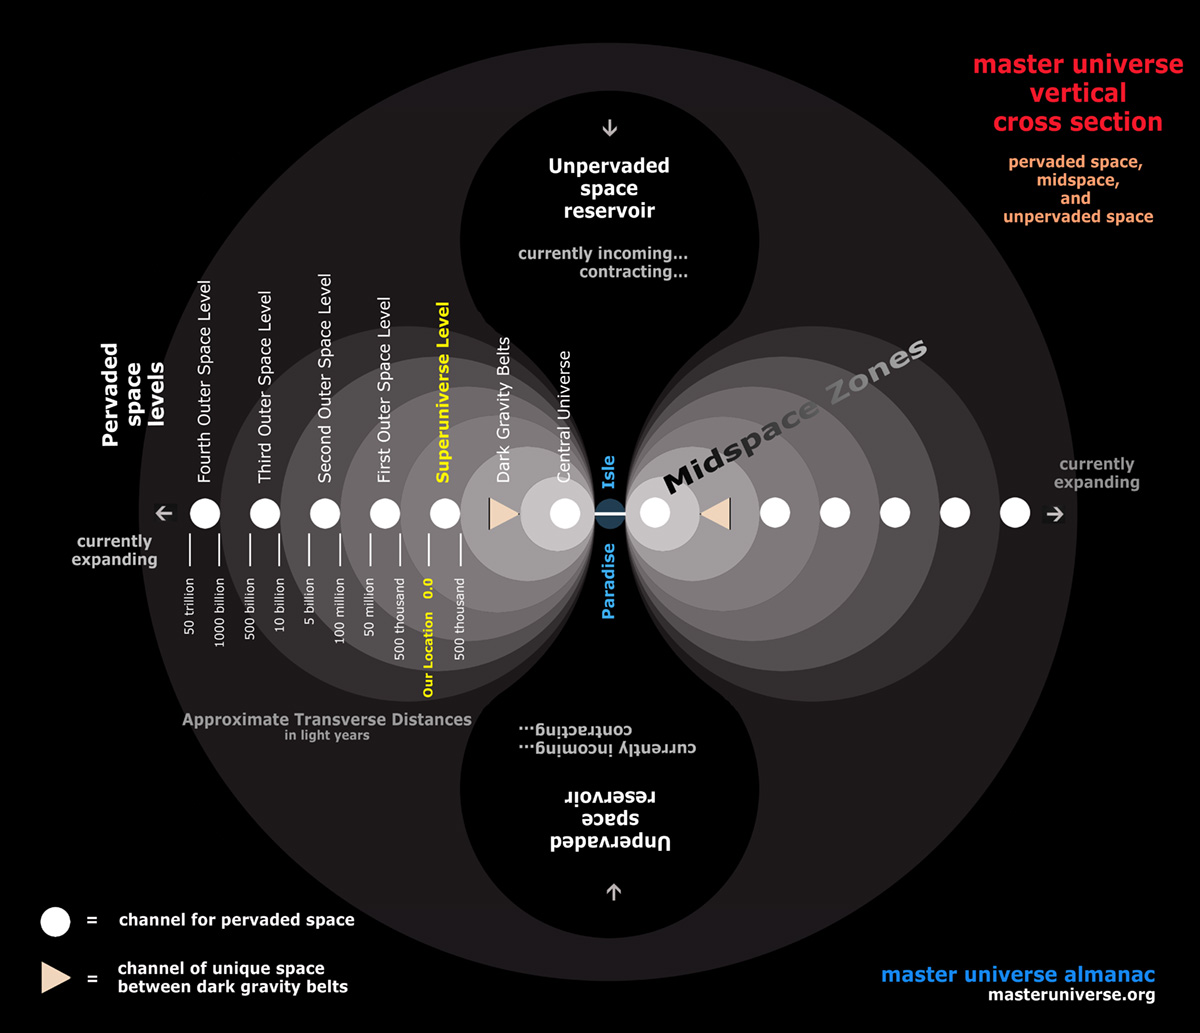 master universe
vertical
cross section
pervaded space,
midspace,
and
unpervaded space
Unpervaded
space
reservoir
currently incoming...
contracting...
Pervaded
space
levels
Fourth Outer Space Level
Third Outer Space Level
Second Outer Space Level
First Outer Space Level
Superuniverse Level
Dark Gravity Belts
Central Universe
Isle
Paradise
Midspace Zones
currently
expanding
currently
expanding
50 trillion
1000 billion
500 billion
10 billion
5 billion
100 million
50 million
500 thousand
Our Location 0.0
500 thousand
Approximate Transverse Distances
in light years
Unpervaded
space
reservoir
currently incoming...
contracting...
= channel for pervaded space
= channel of unique space
between dark gravity belts
master universe almanac
masteruniverse.org